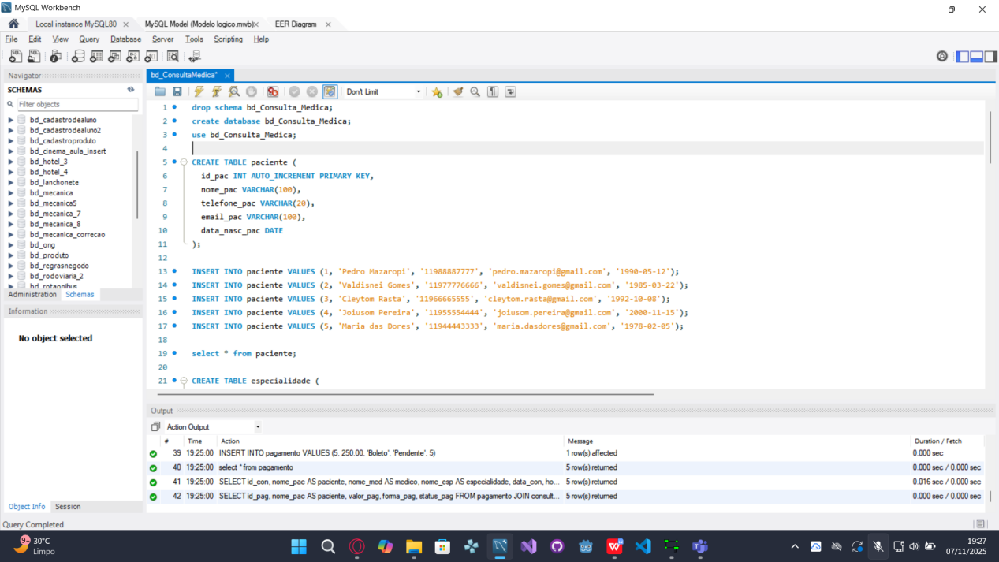 MySQL Workbench
Local instance MySQL80
MySQL Model (Modelo logico.mwb)
EER Diagram
File Edit View Query Database Server Tools Scripting Help
Navigator
SCHEMAS
Filter objects
bd_cadastrodealuno
bd_cadastrodealuno2
bd_cadastroproduto
bd_cinema_aula_insert
bd_hotel_3
bd_hotel_4
bd_lanchonete
bd_mecanica
bd_mecanica5
bd_mecanica_7
bd_mecanica_8
bd_mecanica_correcao
bd_ong
bd_produto
bd_regrasnegodo
bd_rodoviaria_2
Administration Schemas
Information
No object selected
Object Info Session
bd_ConsultaMedica*
Don't Limit
1 drop schema bd_Consulta_Medica;
2 create database bd_Consulta_Medica;
3 use bd_Consulta_Medica;
4
5 CREATE TABLE paciente (
6 id_pac INT AUTO_INCREMENT PRIMARY KEY,
7 nome_pac VARCHAR(100),
8 telefone_pac VARCHAR(20),
9 email_pac VARCHAR(100),
10 data_nasc_pac DATE
11 );
12
13 INSERT INTO paciente VALUES (1, 'Pedro Mazaropi', '11988887777', 'pedro.mazaropi@gmail.com', '1990-05-12');
14 INSERT INTO paciente VALUES (2, 'Valdisnei Gomes', '11977776666', 'valdisnei.gomes@gmail.com', '1985-03-22');
15 INSERT INTO paciente VALUES (3, 'Cleytom Rasta', '11966665555', 'cleytom.rasta@gmail.com', '1992-10-08');
16 INSERT INTO paciente VALUES (4, 'Joiusom Pereira', '11955554444', 'joiusom.pereira@gmail.com', '2000-11-15');
17 INSERT INTO paciente VALUES (5, 'Maria das Dores', '11944443333', 'maria.dasdores@gmail.com', '1978-02-05');
18
19 select * from paciente;
20
21 CREATE TABLE especialidade (
Output
Action Output
# Time Action Message Duration / Fetch
39 19:25:00 INSERT INTO pagamento VALUES (5, 250.00, 'Boleto', 'Pendente', 5) 1 row(s) affected 0.000 sec
40 19:25:00 select * from pagamento 5 row(s) returned 0.000 sec / 0.000 sec
41 19:25:00 SELECT id_con, nome_pac AS paciente, nome_med AS medico, nome_esp AS especialidade, data_con, ho... 5 row(s) returned 0.016 sec / 0.000 sec
42 19:25:00 SELECT id_pag, nome_pac AS paciente, valor_pag, forma_pag, status_pag FROM pagamento JOIN consult... 5 row(s) returned 0.000 sec / 0.000 sec
Query Completed
9+
30°C
Limpo
19:27
07/11/2025